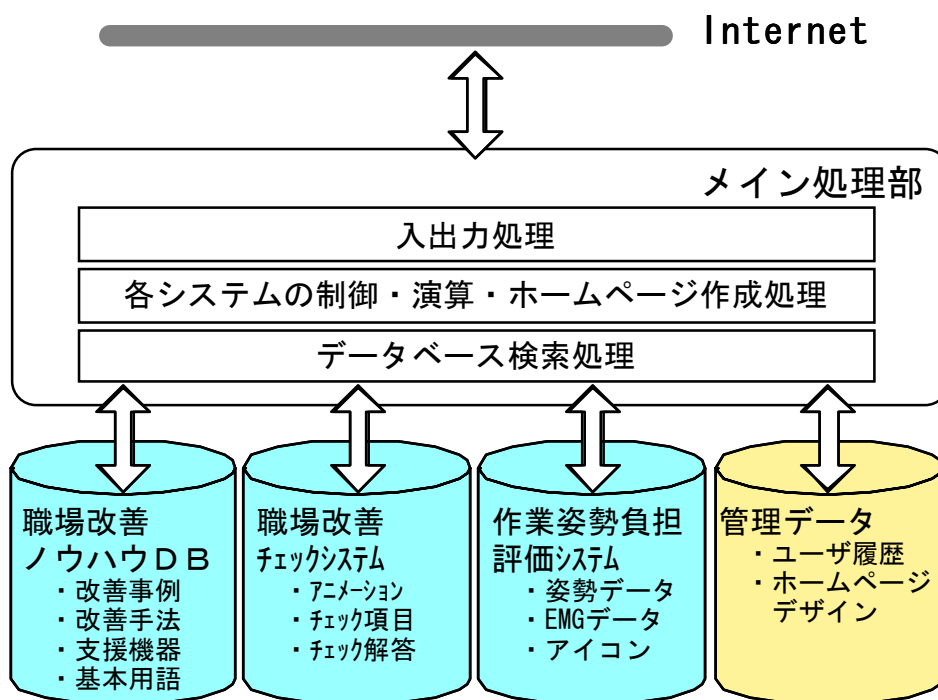 Internet
メイン処理部
入出力処理
各システムの制御・演算・ホームページ作成処理
データベース検索処理
職場改善
ノウハウＤＢ
・改善事例
・改善手法
・支援機器
・基本用語
職場改善
ﾁｪｯｸｼｽﾃﾑ
・ｱﾆﾒｰｼｮﾝ
・ﾁｪｯｸ項目
・ﾁｪｯｸ解答
作業姿勢負担
評価ｼｽﾃﾑ
・姿勢データ
・EMGデータ
・アイコン
管理データ
・ユーザ履歴
・ホームページ
デザイン